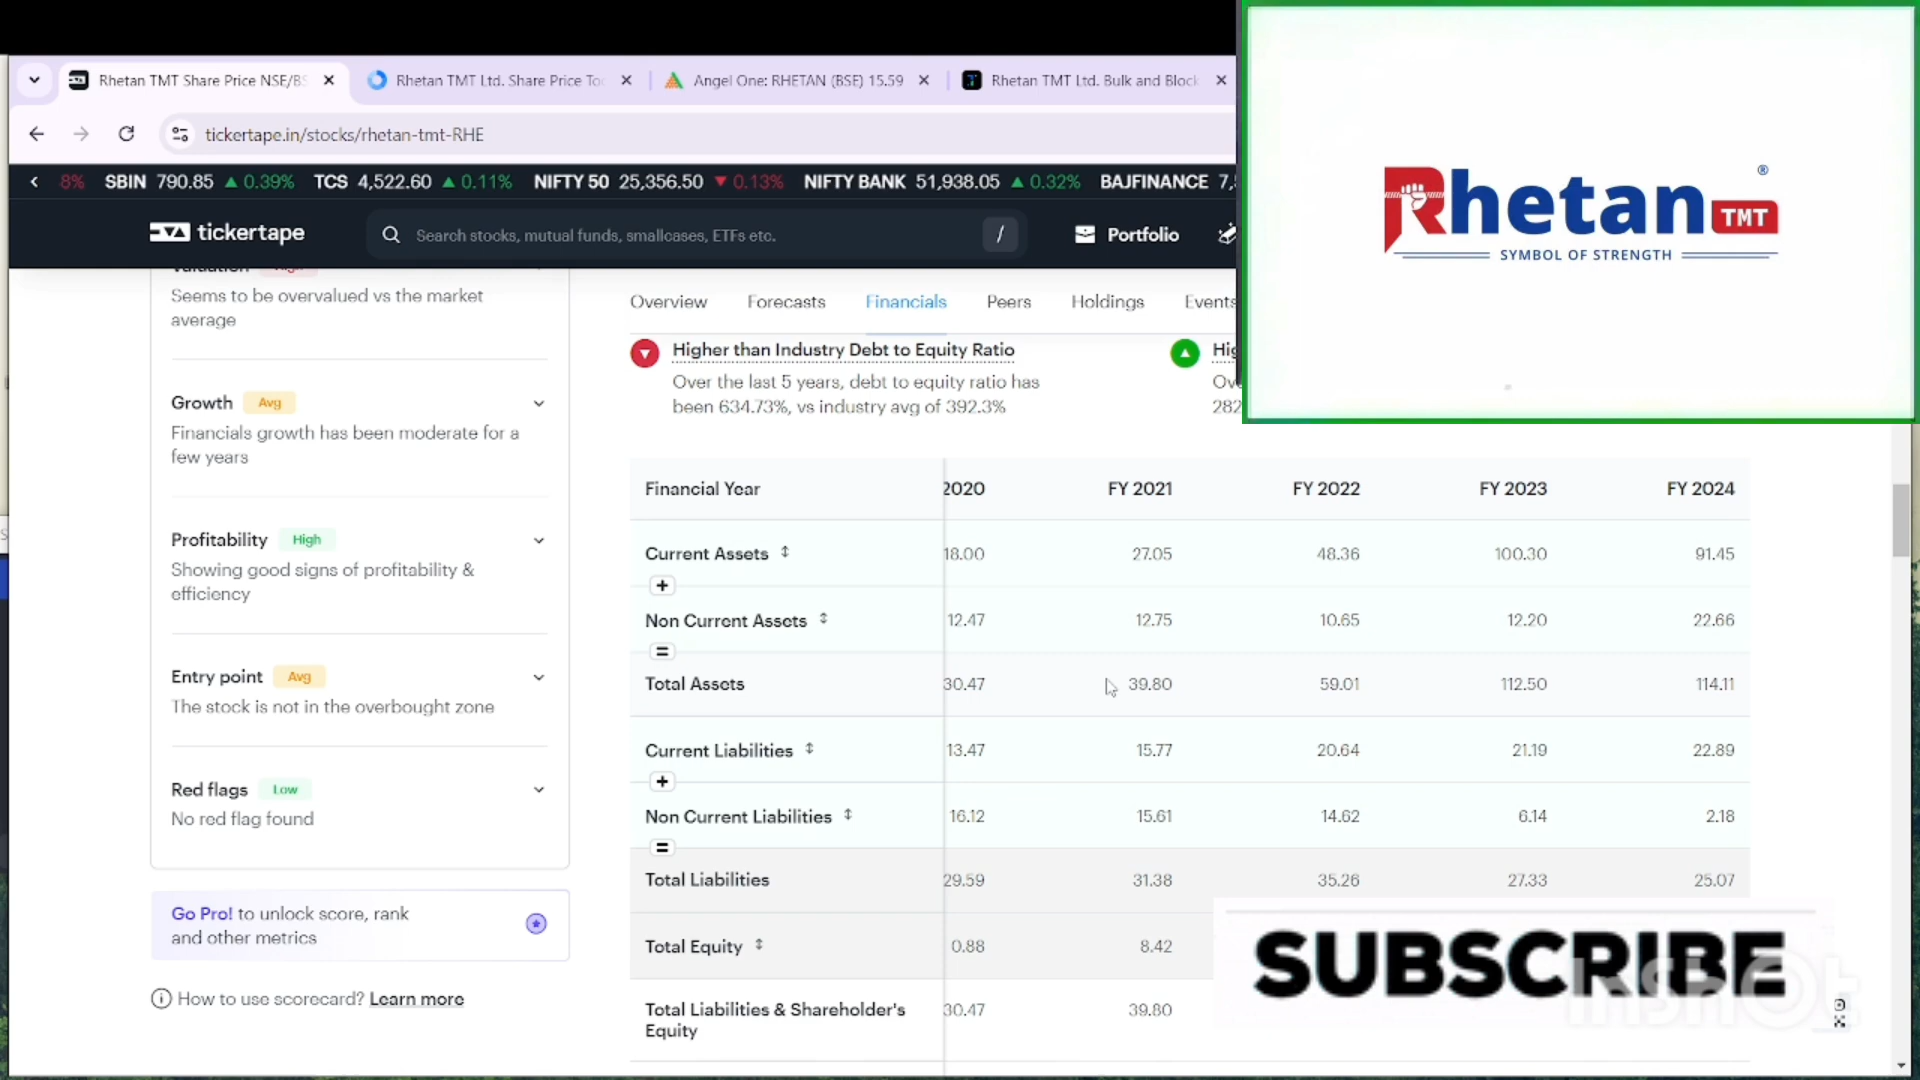 Rhetan TMT Share Price NSE/BS
Rhetan TMT Ltd. Share Price To
Angel One: RHETAN (BSE) 15.59
Rhetan TMT Ltd. Bulk and Block
tickertape.in/stocks/rhetan-tmt-RHE
8% SBIN 790.85 ▲ 0.39% TCS 4,522.60 ▲ 0.11% NIFTY 50 25,356.50 ▼ 0.13% NIFTY BANK 51,938.05 ▲ 0.32% BAJFINANCE 7,
tickertape
Search stocks, mutual funds, smallcases, ETFs etc.
/
Portfolio
Rhetan TMT ®
SYMBOL OF STRENGTH
Valuation High
Seems to be overvalued vs the market
average
Growth Avg
Financials growth has been moderate for a
few years
Profitability High
Showing good signs of profitability &
efficiency
Entry point Avg
The stock is not in the overbought zone
Red flags Low
No red flag found
Go Pro! to unlock score, rank
and other metrics
How to use scorecard? Learn more
Overview Forecasts Financials Peers Holdings Events
Higher than Industry Debt to Equity Ratio
Over the last 5 years, debt to equity ratio has
been 634.73%, vs industry avg of 392.3%
Hig
Ov
282
Financial Year 2020 FY 2021 FY 2022 FY 2023 FY 2024
Current Assets 18.00 27.05 48.36 100.30 91.45
+
Non Current Assets 12.47 12.75 10.65 12.20 22.66
=
Total Assets 30.47 39.80 59.01 112.50 114.11
Current Liabilities 13.47 15.77 20.64 21.19 22.89
+
Non Current Liabilities 16.12 15.61 14.62 6.14 2.18
=
Total Liabilities 29.59 31.38 35.26 27.33 25.07
Total Equity 0.88 8.42
Total Liabilities & Shareholder's
Equity 30.47 39.80
SUBSCRIBE
InShOt